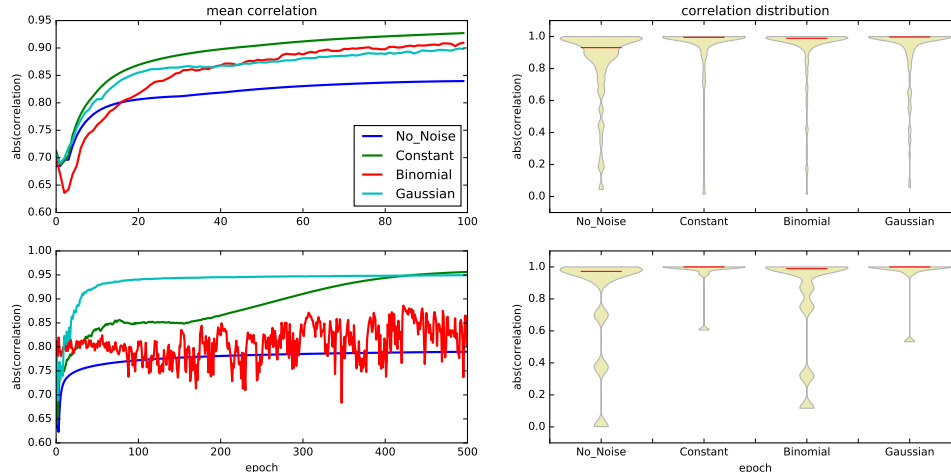 mean correlation
abs(correlation)
0.95
0.90
0.85
0.80
0.75
0.70
0.65
0.60
0 20 40 60 80 100
No_Noise
Constant
Binomial
Gaussian
correlation distribution
abs(correlation)
1.0
0.8
0.6
0.4
0.2
0.0
No_Noise Constant Binomial Gaussian
abs(correlation)
1.00
0.95
0.90
0.85
0.80
0.75
0.70
0.65
0.60
0 100 200 300 400 500
epoch
abs(correlation)
1.0
0.8
0.6
0.4
0.2
0.0
No_Noise Constant Binomial Gaussian
epoch